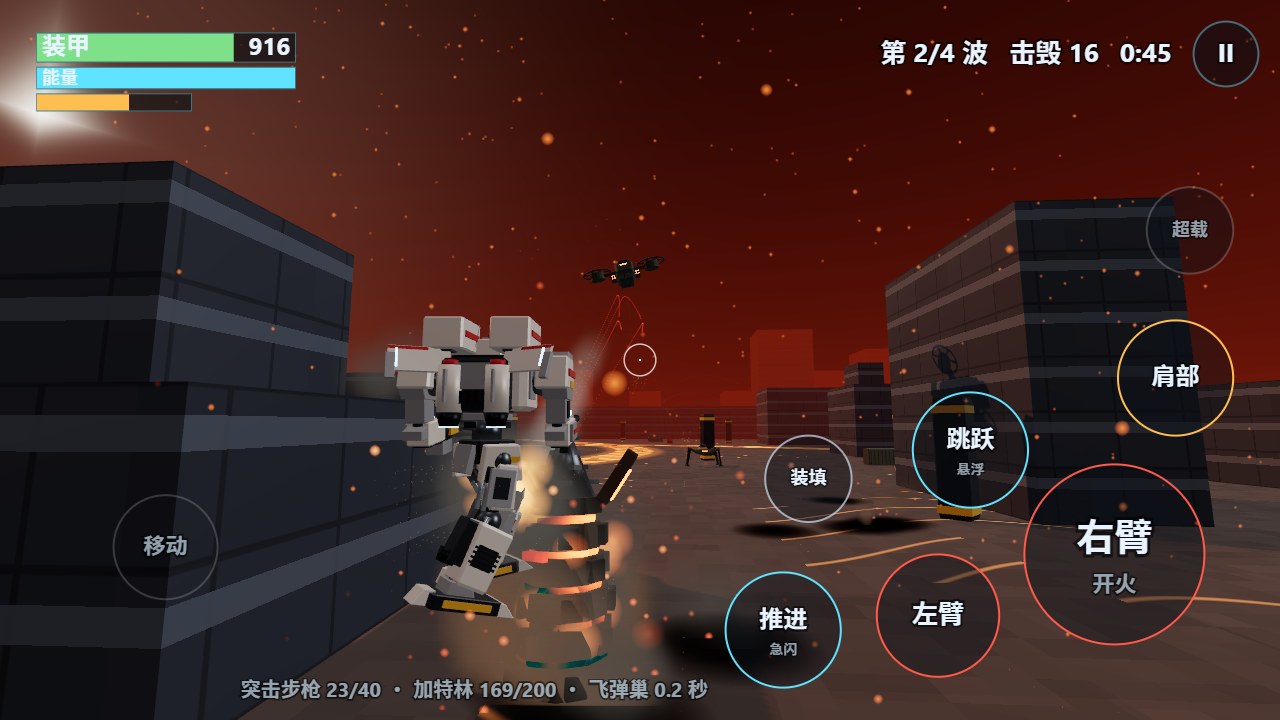 装甲 916
能量
第 2/4 波 击毁 16 0:45
超载
肩部
跳跃
悬浮
装填
右臂
开火
移动
推进
急闪
左臂
突击步枪 23/40 · 加特林 169/200 · 飞弹巢 0.2 秒